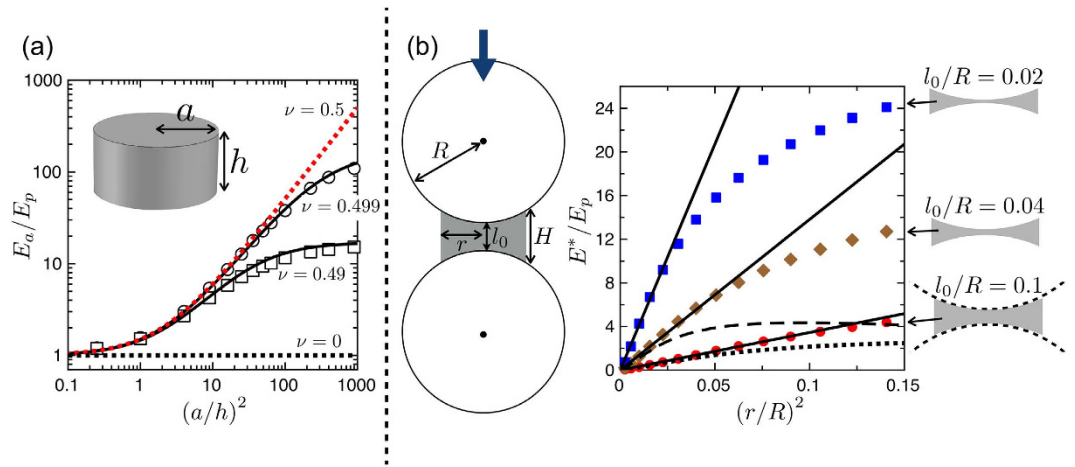 (a)
1000
100
10
1
E_a/E_p
0.1
1
10
100
1000
(a/h)^2
a
h
ν = 0.5
ν = 0.499
ν = 0.49
ν = 0
(b)
R
r
l_0
H
E*/E_p
24
20
16
12
8
4
0
0
0.05
0.1
0.15
(r/R)^2
l_0/R = 0.02
l_0/R = 0.04
l_0/R = 0.1